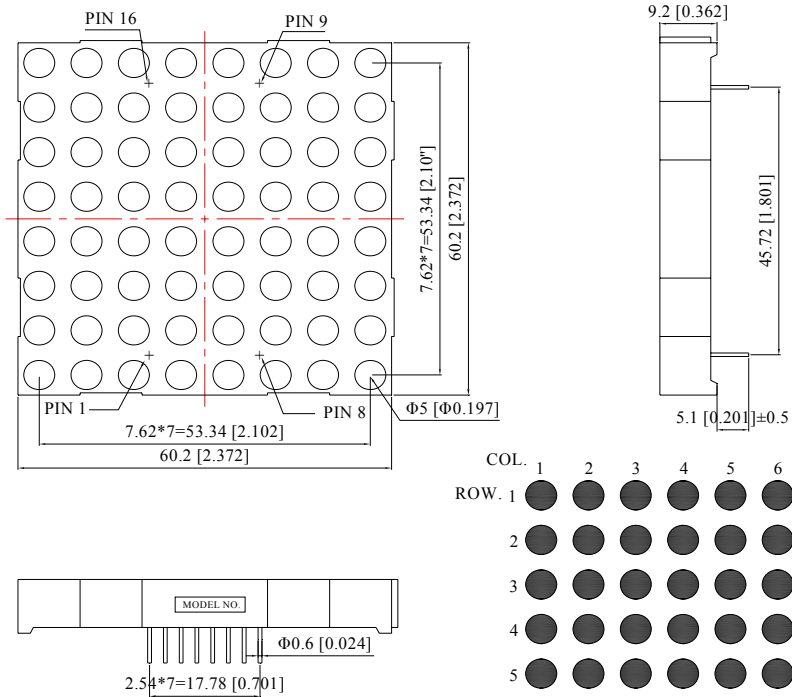 PIN 16
PIN 9
9.2 [0.362]
7.62*7=53.34 [2.10"]
60.2 [2.372]
45.72 [1.801]
PIN 1
PIN 8
Φ5 [Φ0.197]
5.1 [0.201]±0.5
7.62*7=53.34 [2.102]
60.2 [2.372]
COL. 1 2 3 4 5 6
ROW. 1
2
3
4
5
MODEL NO.
Φ0.6 [0.024]
2.54*7=17.78 [0.701]